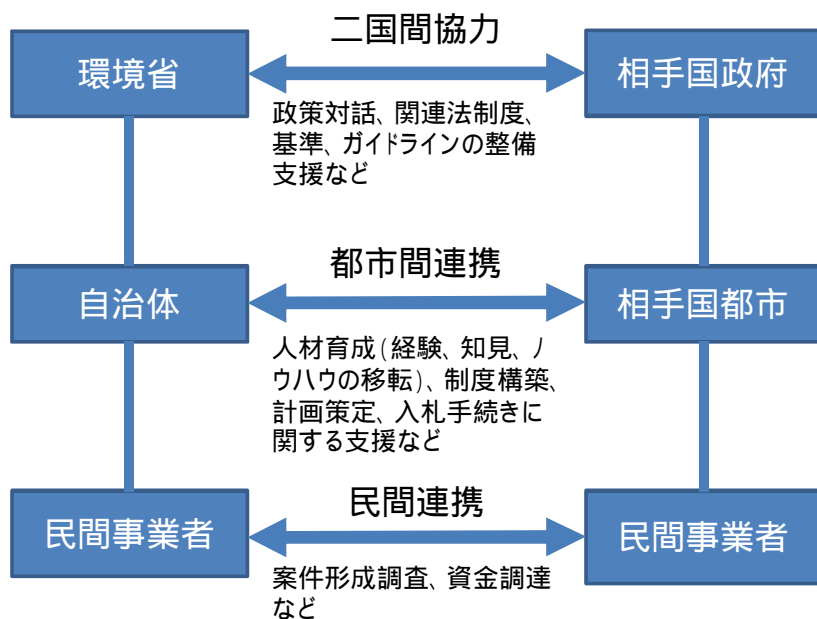 二国間協力
環境省
相手国政府
政策対話、関連法制度、
基準、ガイドラインの整備
支援など
都市間連携
自治体
相手国都市
人材育成(経験、知見、ノ
ウハウの移転)、制度構築、
計画策定、入札手続きに
関する支援など
民間連携
民間事業者
民間事業者
案件形成調査、資金調達
など